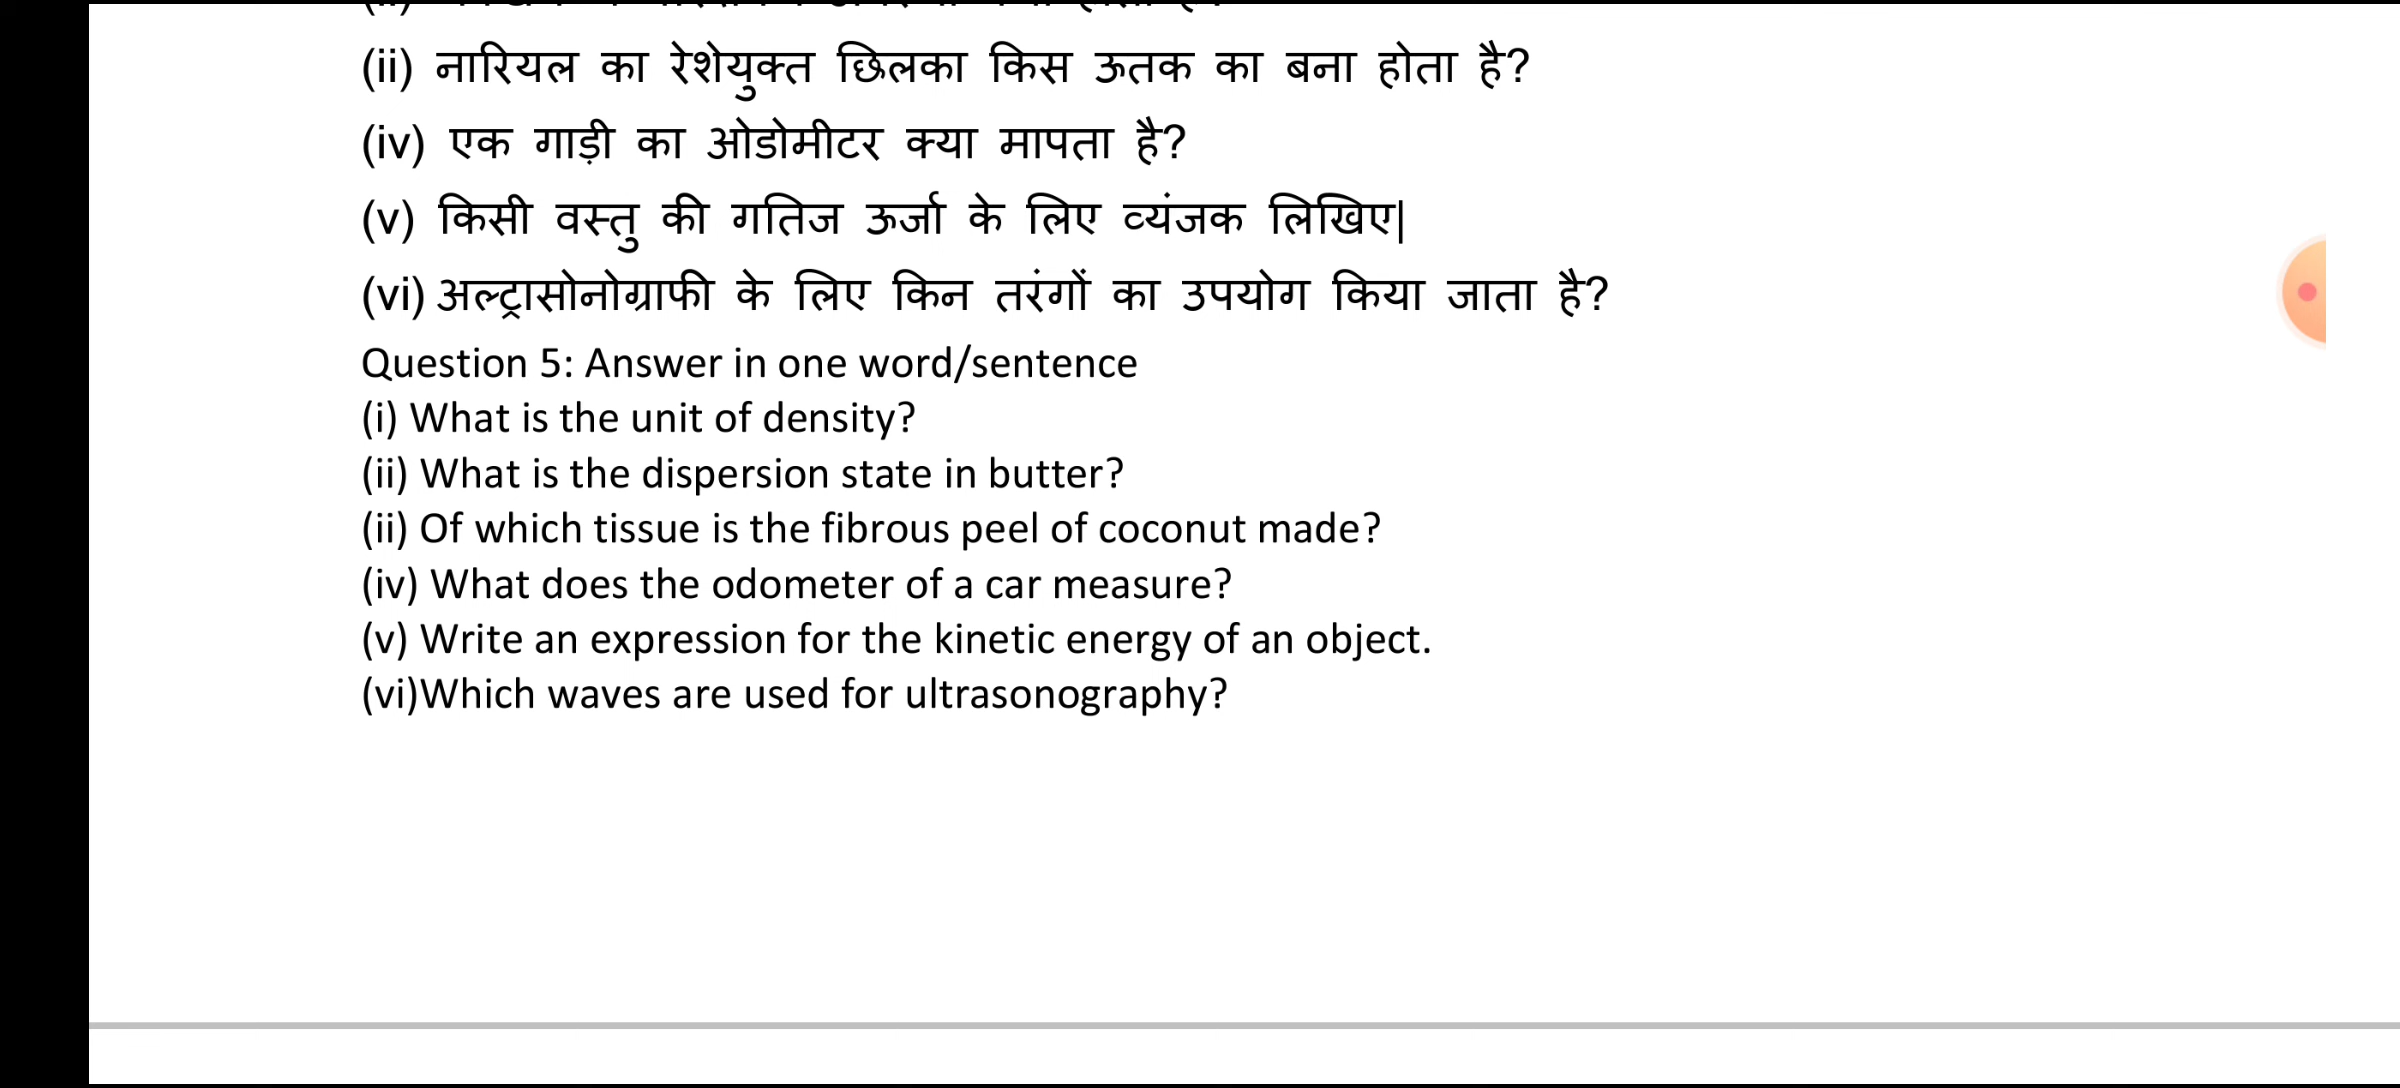 (ii) नारियल का रेशेयुक्त छिलका किस ऊतक का बना होता है?
(iv) एक गाड़ी का ओडोमीटर क्या मापता है?
(v) किसी वस्तु की गतिज ऊर्जा के लिए व्यंजक लिखिए|
(vi) अल्ट्रासोनोग्राफी के लिए किन तरंगों का उपयोग किया जाता है?
Question 5: Answer in one word/sentence
(i) What is the unit of density?
(ii) What is the dispersion state in butter?
(ii) Of which tissue is the fibrous peel of coconut made?
(iv) What does the odometer of a car measure?
(v) Write an expression for the kinetic energy of an object.
(vi)Which waves are used for ultrasonography?